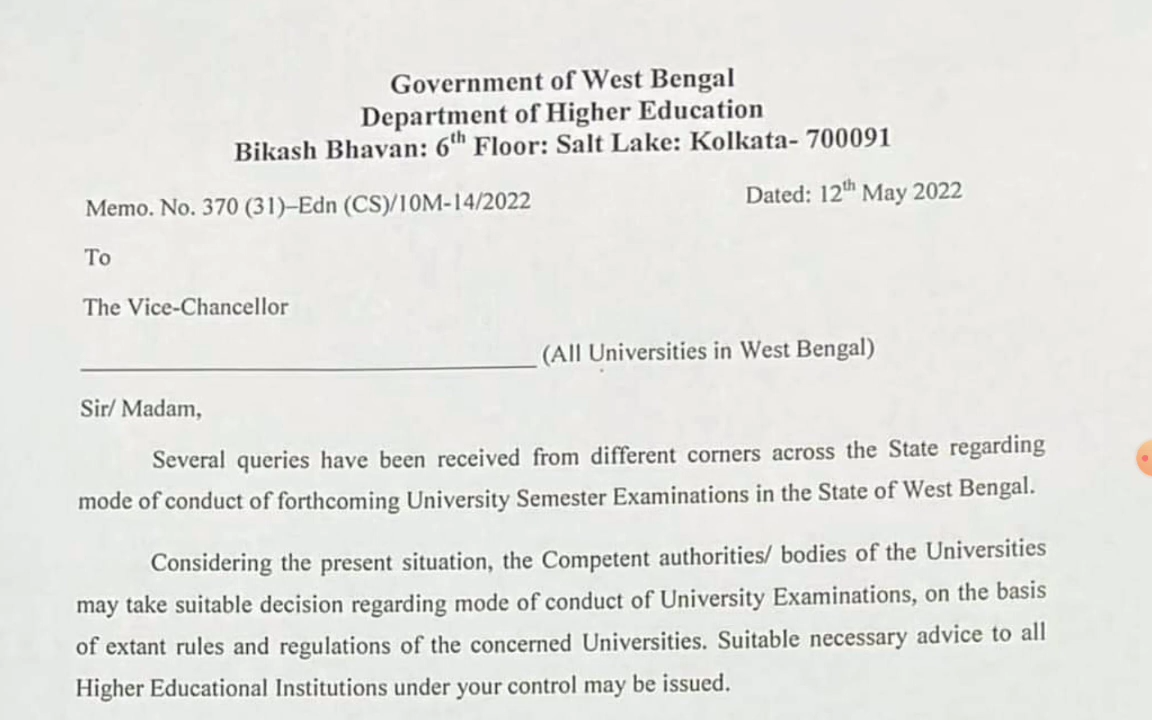 Government of West Bengal
Department of Higher Education
Bikash Bhavan: 6th Floor: Salt Lake: Kolkata- 700091
Memo. No. 370 (31)–Edn (CS)/10M-14/2022 Dated: 12th May 2022
To
The Vice-Chancellor
(All Universities in West Bengal)
Sir/ Madam,
Several queries have been received from different corners across the State regarding
mode of conduct of forthcoming University Semester Examinations in the State of West Bengal.
Considering the present situation, the Competent authorities/ bodies of the Universities
may take suitable decision regarding mode of conduct of University Examinations, on the basis
of extant rules and regulations of the concerned Universities. Suitable necessary advice to all
Higher Educational Institutions under your control may be issued.